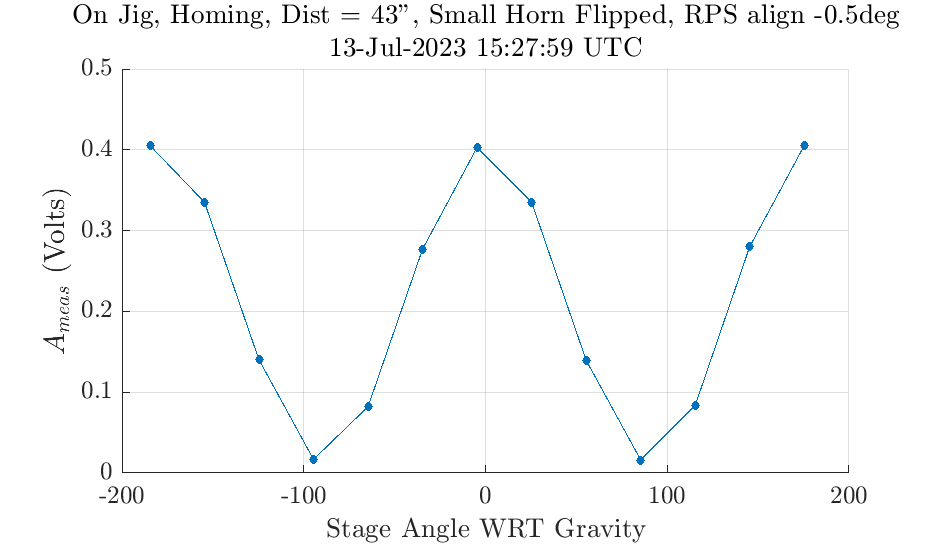 On Jig, Homing, Dist = 43”, Small Horn Flipped, RPS align -0.5deg
13-Jul-2023 15:27:59 UTC
0.5
0.4
0.3
0.2
0.1
0
A_meas (Volts)
-200 -100 0 100 200
Stage Angle WRT Gravity